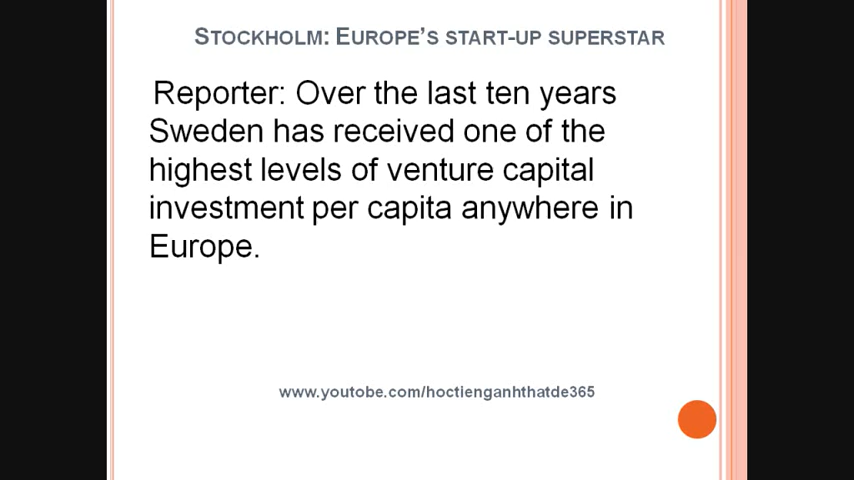 STOCKHOLM: EUROPE'S START-UP SUPERSTAR
Reporter: Over the last ten years
Sweden has received one of the
highest levels of venture capital
investment per capita anywhere in
Europe.
www.youtobe.com/hoctienganhthatde365